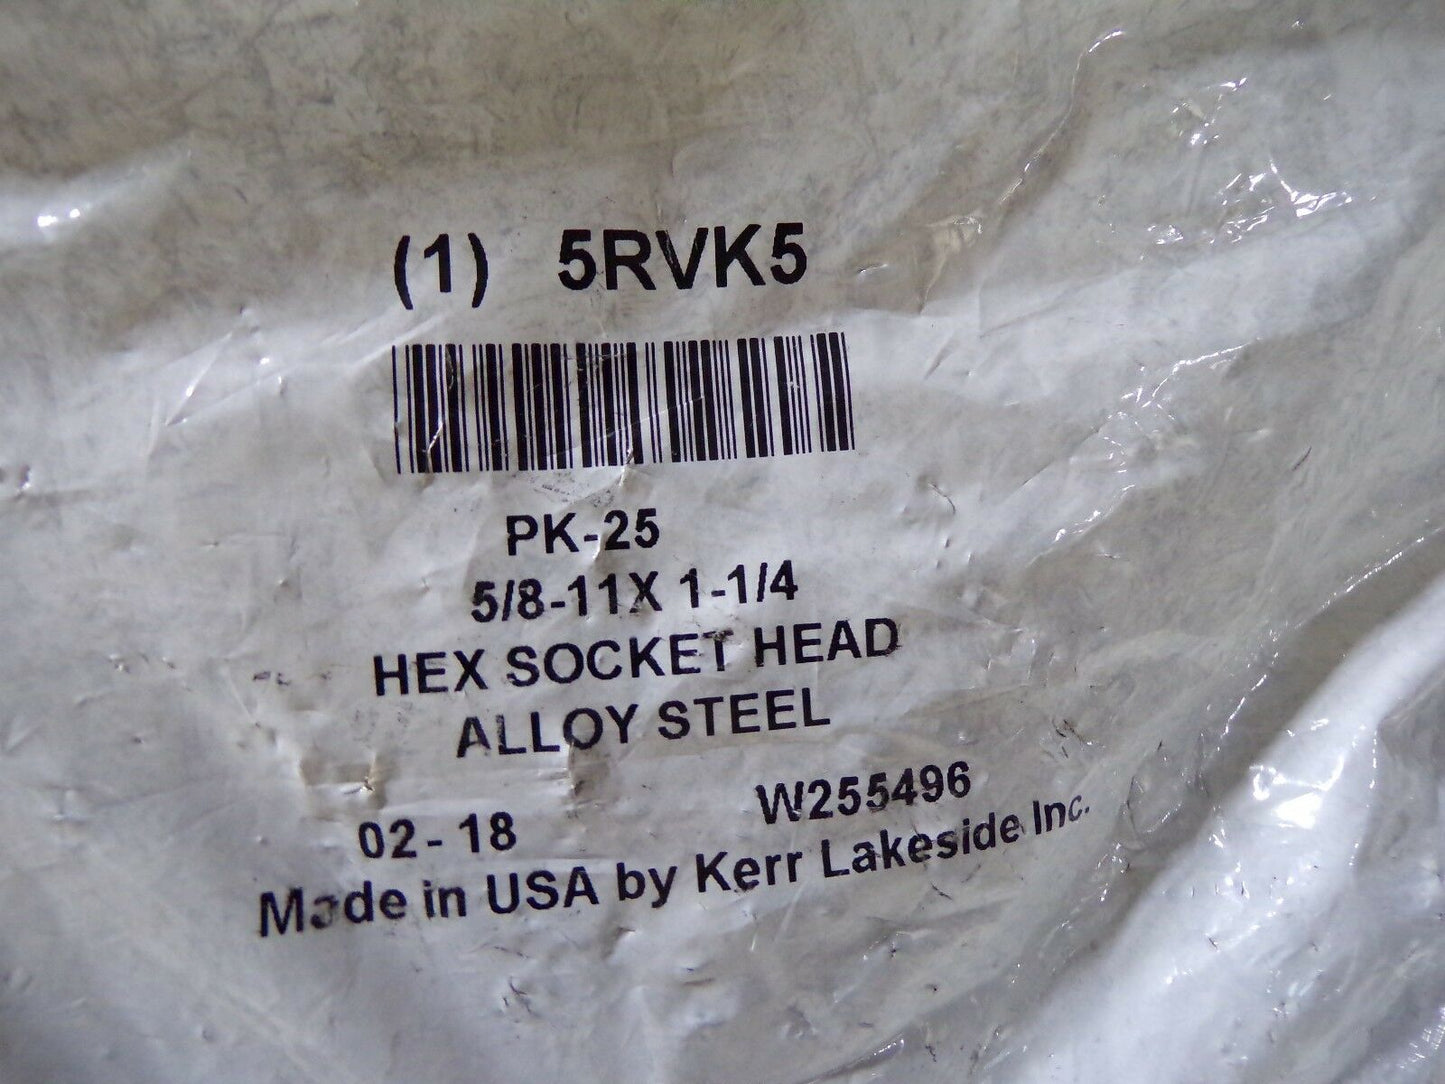 (1) 5RVK5
PK-25
5/8-11X 1-1/4
HEX SOCKET HEAD
ALLOY STEEL
02-18 W255496
Made in USA by Kerr Lakeside Inc.